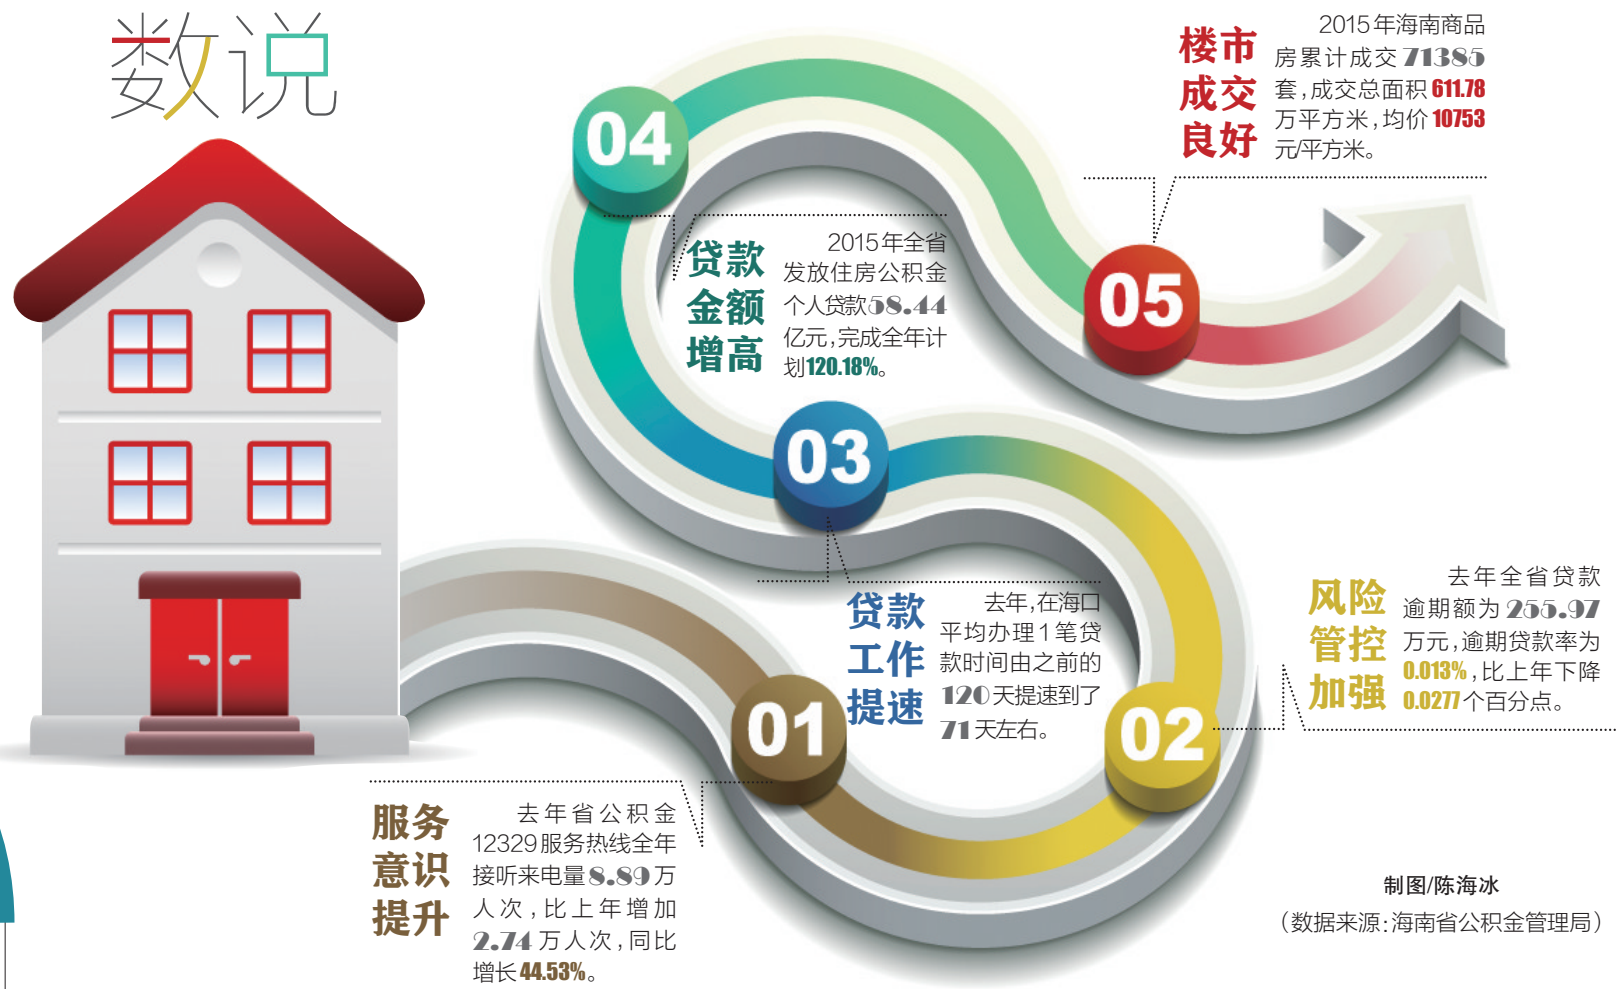 数说
01
服务
意识
提升
去年省公积金
12329服务热线全年
接听来电量8.89万
人次，比上年增加
2.74万人次，同比
增长44.53%。
02
风险
管控
加强
去年全省贷款
逾期额为255.97
万元，逾期贷款率为
0.013%，比上年下降
0.0277个百分点。
03
贷款
工作
提速
去年，在海口
平均办理1笔贷
款时间由之前的
120天提速到了
71天左右。
04
贷款
金额
增高
2015年全省
发放住房公积金
个人贷款58.44
亿元，完成全年计
划120.18%。
05
楼市
成交
良好
2015年海南商品
房累计成交71385
套，成交总面积611.78
万平方米，均价10753
元/平方米。
制图/陈海冰
（数据来源：海南省公积金管理局）